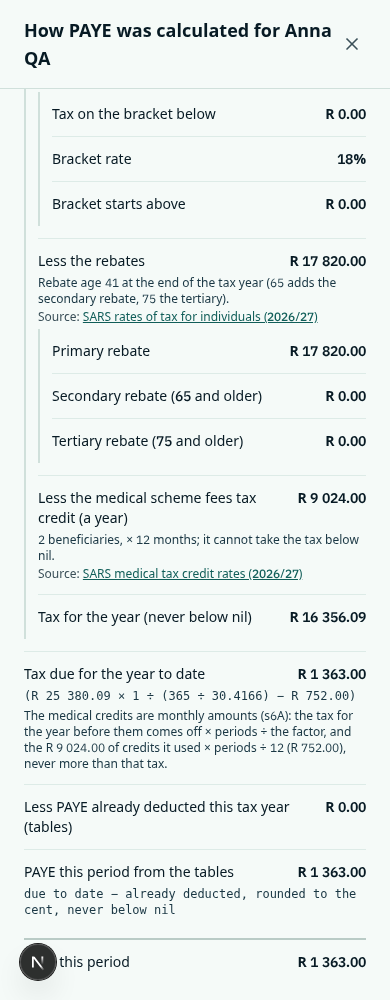 How PAYE was calculated for Anna
QA
Tax on the bracket below R 0.00
Bracket rate 18%
Bracket starts above R 0.00
Less the rebates R 17 820.00
Rebate age 41 at the end of the tax year (65 adds the
secondary rebate, 75 the tertiary).
Source: SARS rates of tax for individuals (2026/27)
Primary rebate R 17 820.00
Secondary rebate (65 and older) R 0.00
Tertiary rebate (75 and older) R 0.00
Less the medical scheme fees tax R 9 024.00
credit (a year)
2 beneficiaries, × 12 months; it cannot take the tax below
nil.
Source: SARS medical tax credit rates (2026/27)
Tax for the year (never below nil) R 16 356.09
Tax due for the year to date R 1 363.00
(R 25 380.09 × 1 ÷ (365 ÷ 30.4166) − R 752.00)
The medical credits are monthly amounts (s6A): the tax for
the year before them comes off × periods ÷ the factor, and
the R 9 024.00 of credits it used × periods ÷ 12 (R 752.00),
never more than that tax.
Less PAYE already deducted this tax year R 0.00
(tables)
PAYE this period from the tables R 1 363.00
due to date − already deducted, rounded to the
cent, never below nil
N this period R 1 363.00